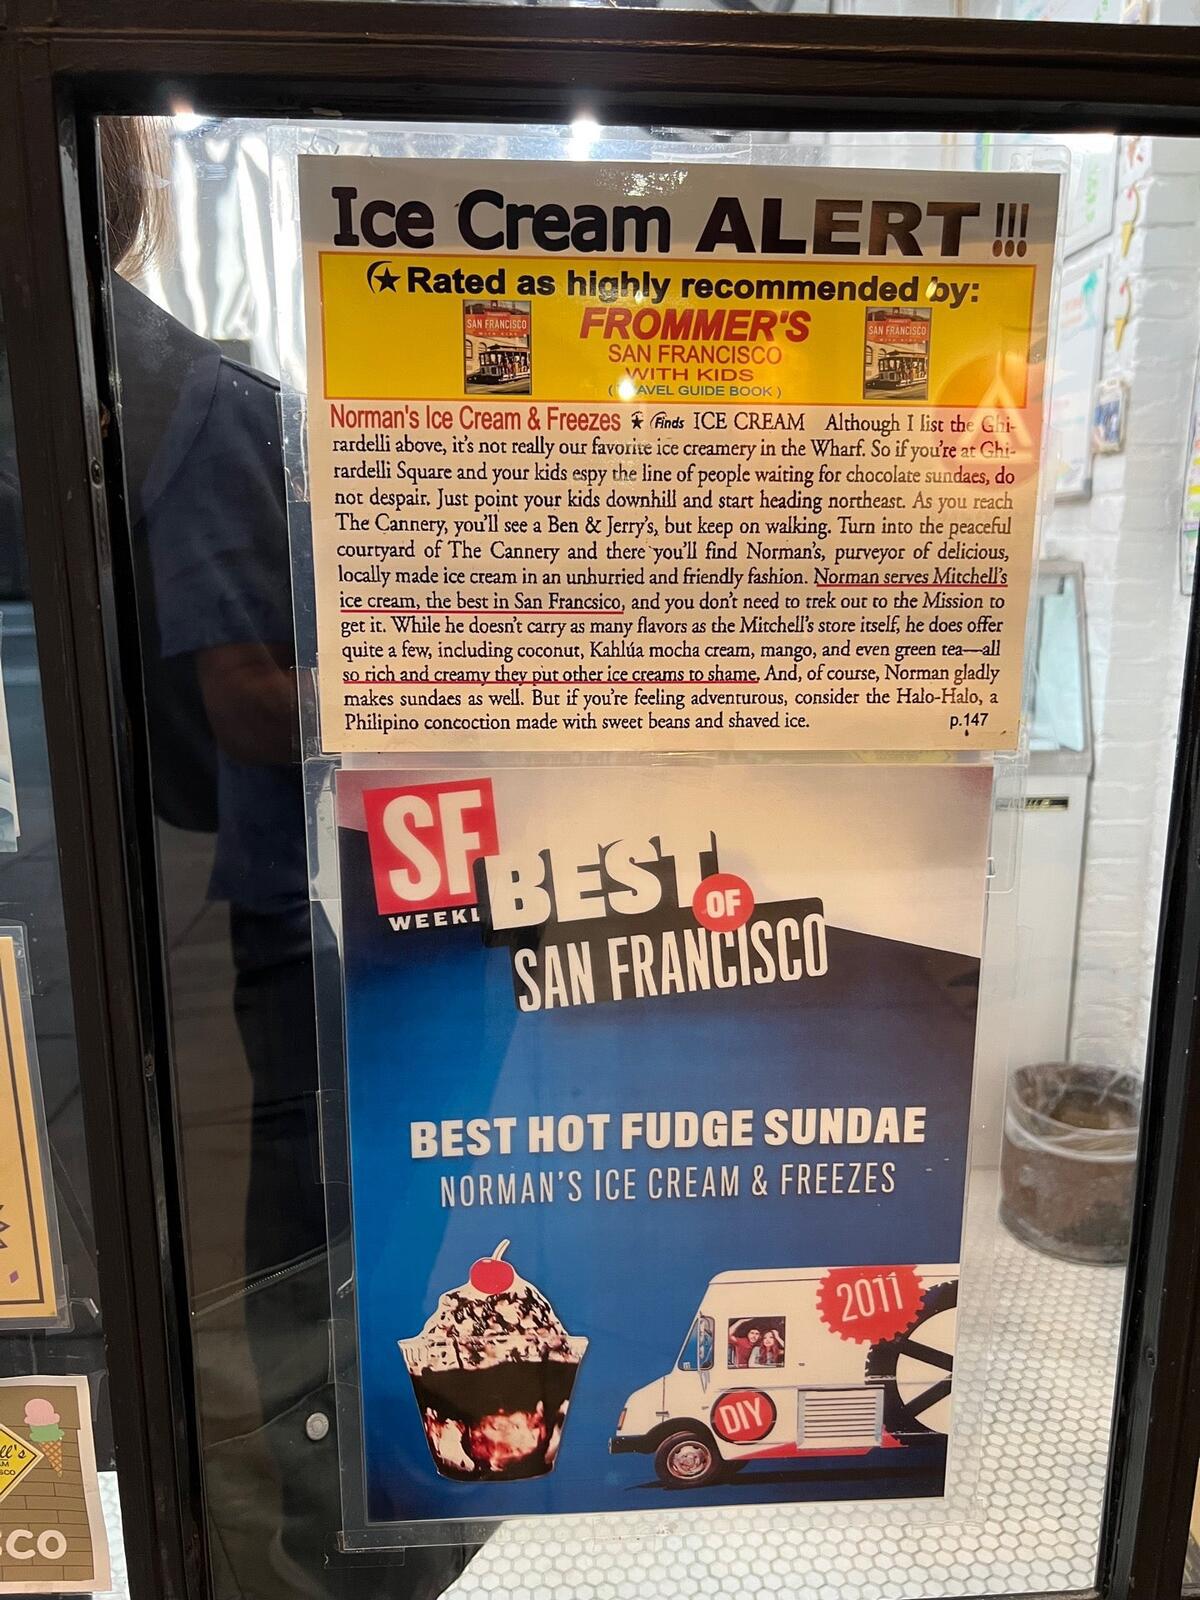 Ice Cream ALERT!!!
Rated as highly recommended by:
SAN FRANCISCO
WITH KIDS
FROMMER'S
SAN FRANCISCO
WITH KIDS
( AVEL GUIDE BOOK )
SAN FRANCISCO
WITH KIDS
Norman's Ice Cream & Freezes Finds ICE CREAM Although I list the Ghi-
rardelli above, it's not really our favorite ice creamery in the Wharf. So if you're at Ghi-
rardelli Square and your kids espy the line of people waiting for chocolate sundaes, do
not despair. Just point your kids downhill and start heading northeast. As you reach
The Cannery, you'll see a Ben & Jerry's, but keep on walking. Turn into the peaceful
courtyard of The Cannery and there you'll find Norman's, purveyor of delicious,
locally made ice cream in an unhurried and friendly fashion. Norman serves Mitchell's
ice cream, the best in San Francsico, and you don't need to trek out to the Mission to
get it. While he doesn't carry as many flavors as the Mitchell's store itself, he does offer
quite a few, including coconut, Kahlúa mocha cream, mango, and even green tea—all
so rich and creamy they put other ice creams to shame. And, of course, Norman gladly
makes sundaes as well. But if you're feeling adventurous, consider the Halo-Halo, a
Philipino concoction made with sweet beans and shaved ice. p.147
SF
WEEKL
BEST OF
SAN FRANCISCO
BEST HOT FUDGE SUNDAE
NORMAN'S ICE CREAM & FREEZES
2011
DIY
ll's
AM
SCO
SCO